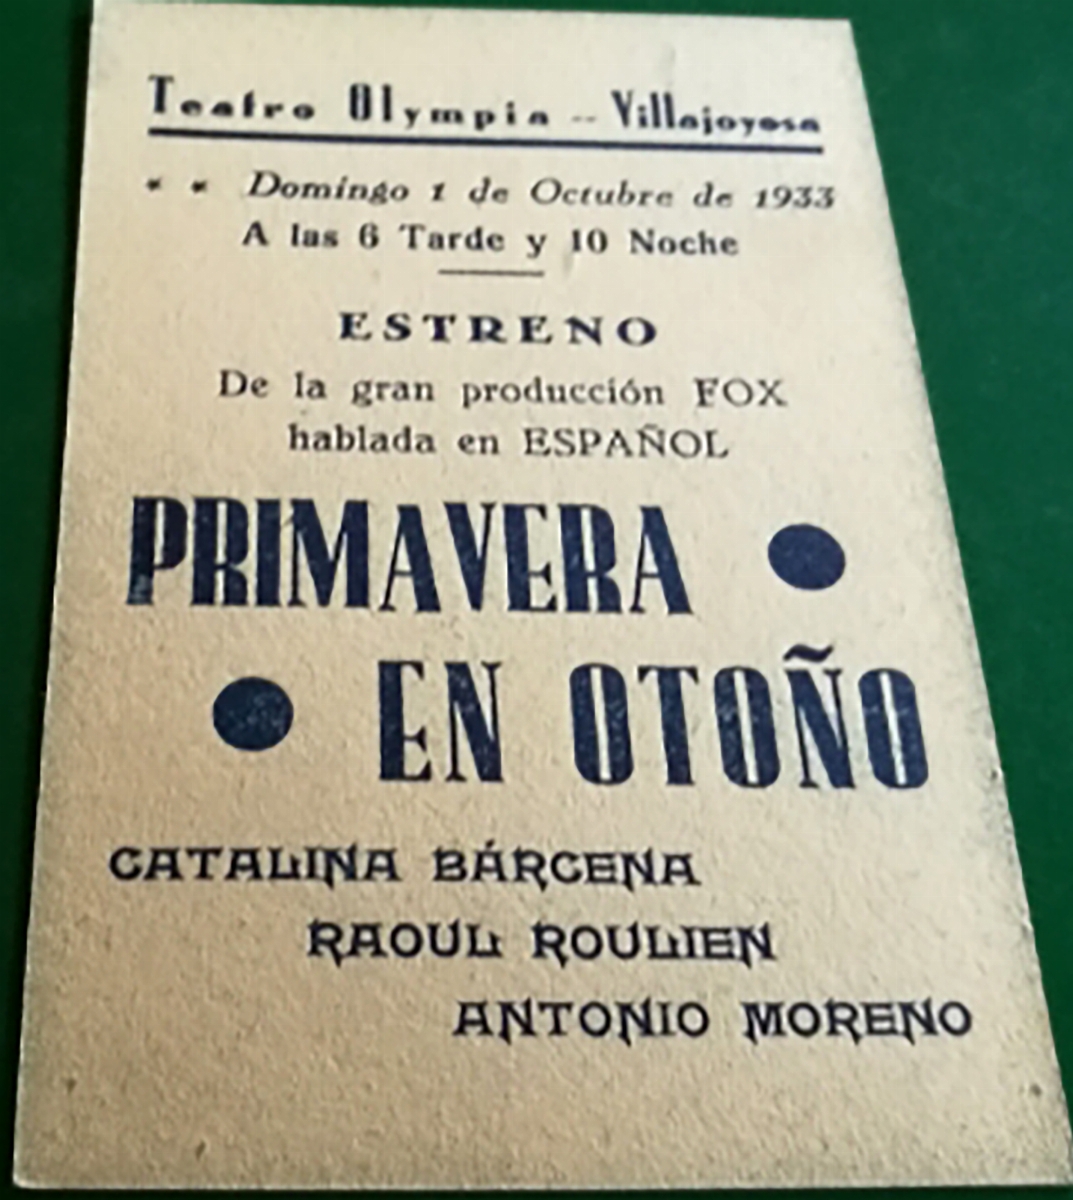 Teatro Olympia -- Villajoyosa
* * Domingo 1 de Octubre de 1933
A las 6 Tarde y 10 Noche
ESTRENO
De la gran producción FOX
hablada en ESPAÑOL
PRIMAVERA ●
● EN OTOÑO
CATALINA BÁRCENA
RAOUL ROULIEN
ANTONIO MORENO